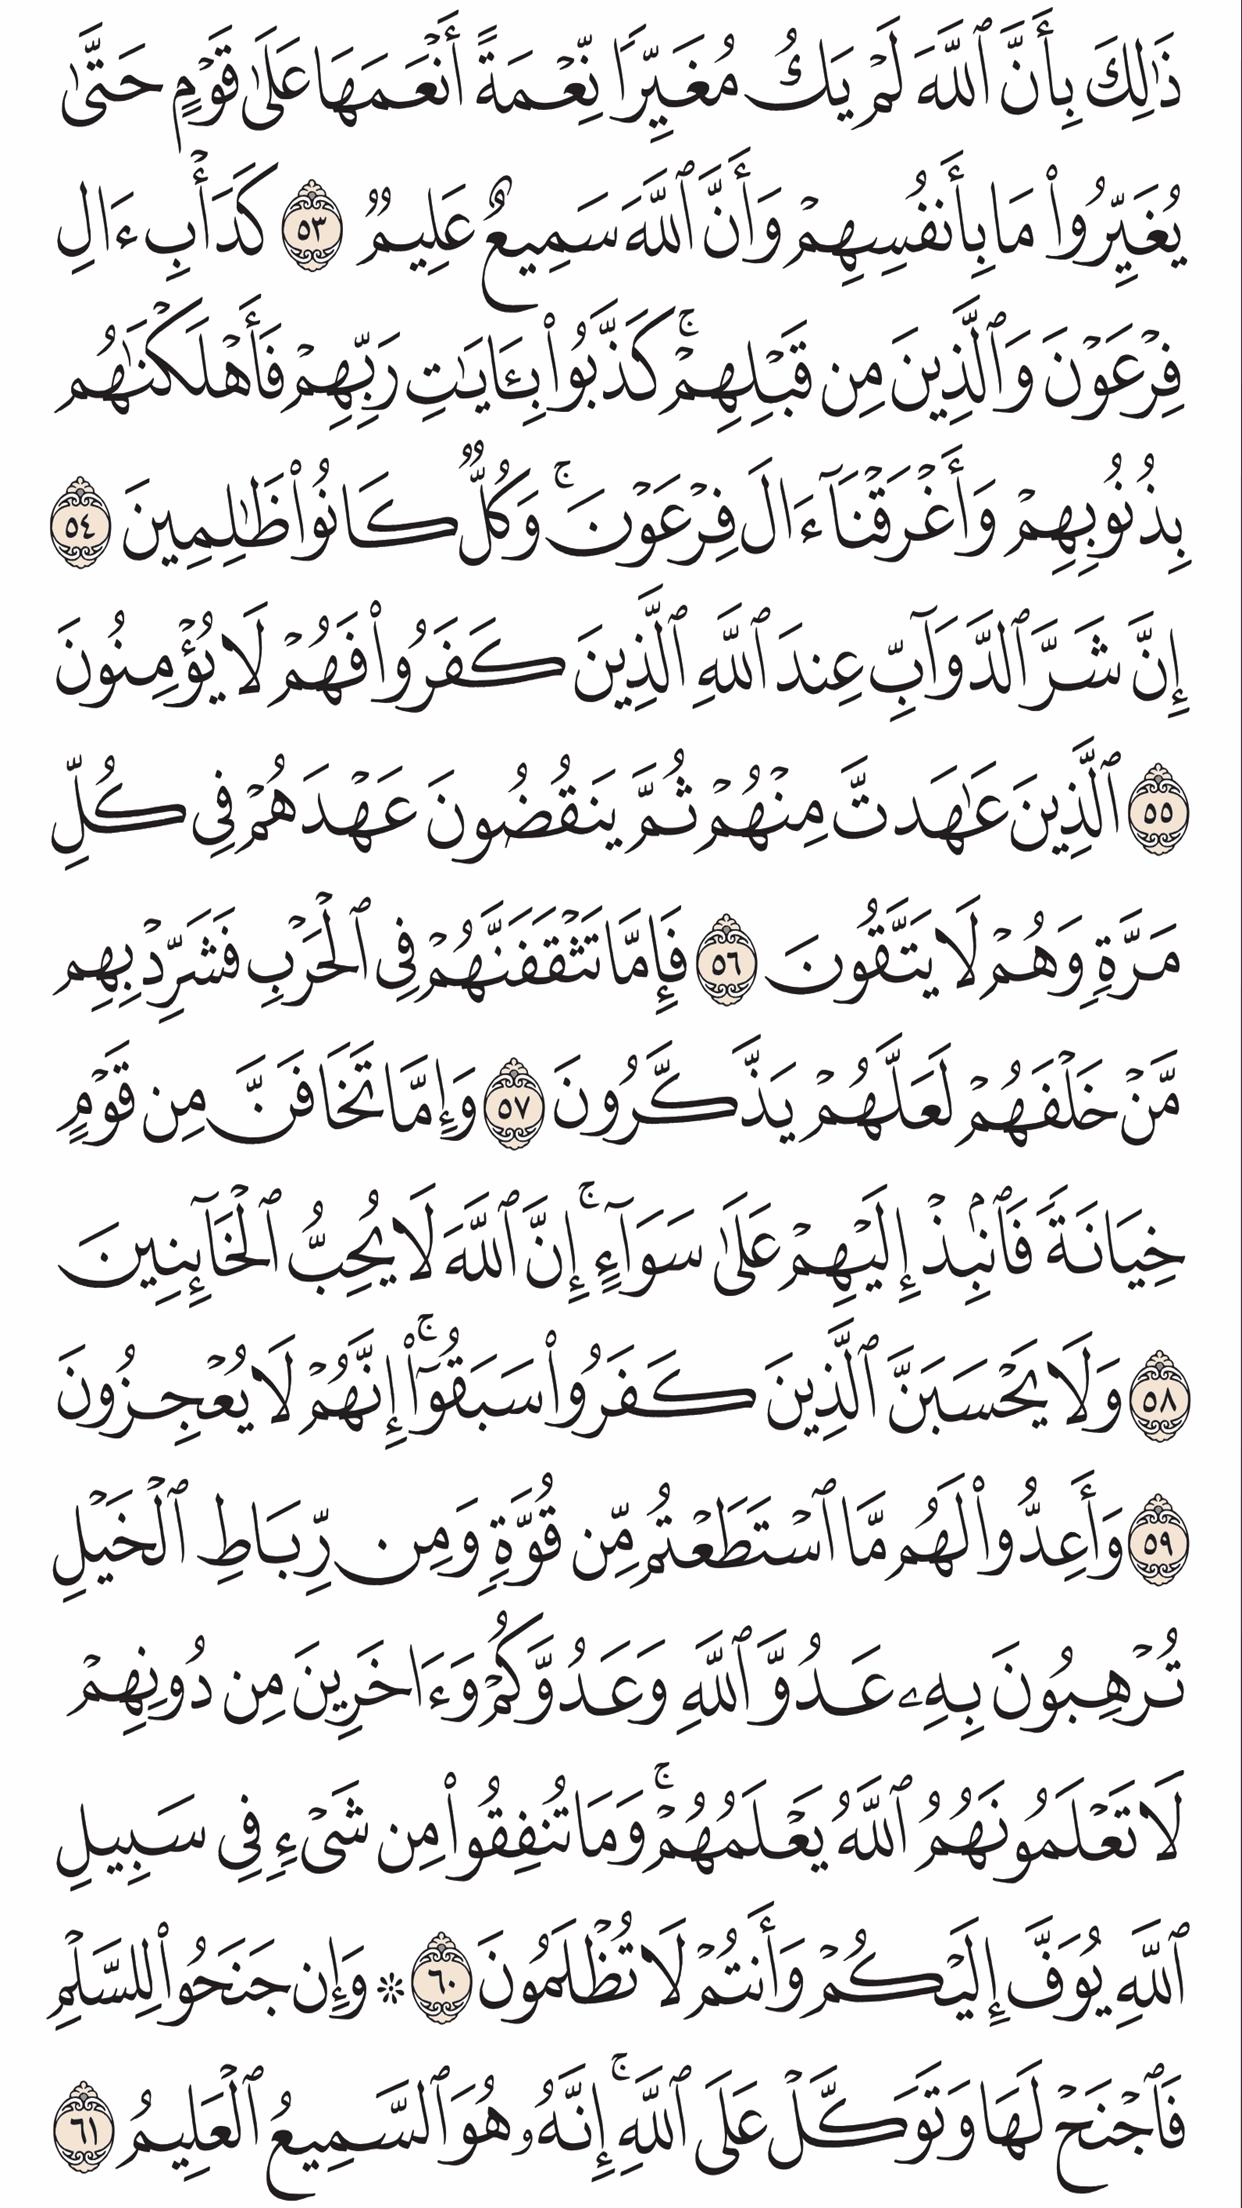 ذَٰلِكَ بِأَنَّ ٱللَّهَ لَمْ يَكُ مُغَيِّرًا نِّعْمَةً أَنْعَمَهَا عَلَىٰ قَوْمٍ حَتَّىٰ
يُغَيِّرُوا۟ مَا بِأَنفُسِهِمْ وَأَنَّ ٱللَّهَ سَمِيعٌ عَلِيمٌ ٥٣ كَدَأْبِ ءَالِ
فِرْعَوْنَ وَٱلَّذِينَ مِن قَبْلِهِمْ ۚ كَذَّبُوا۟ بِـَٔايَـٰتِ رَبِّهِمْ فَأَهْلَكْنَـٰهُم
بِذُنُوبِهِمْ وَأَغْرَقْنَآ ءَالَ فِرْعَوْنَ ۚ وَكُلٌّ كَانُوا۟ ظَـٰلِمِينَ ٥٤
إِنَّ شَرَّ ٱلدَّوَآبِّ عِندَ ٱللَّهِ ٱلَّذِينَ كَفَرُوا۟ فَهُمْ لَا يُؤْمِنُونَ
٥٥ ٱلَّذِينَ عَـٰهَدتَّ مِنْهُمْ ثُمَّ يَنقُضُونَ عَهْدَهُمْ فِى كُلِّ
مَرَّةٍ وَهُمْ لَا يَتَّقُونَ ٥٦ فَإِمَّا تَثْقَفَنَّهُمْ فِى ٱلْحَرْبِ فَشَرِّدْ بِهِم
مَّنْ خَلْفَهُمْ لَعَلَّهُمْ يَذَّكَّرُونَ ٥٧ وَإِمَّا تَخَافَنَّ مِن قَوْمٍ
خِيَانَةً فَٱنۢبِذْ إِلَيْهِمْ عَلَىٰ سَوَآءٍ ۚ إِنَّ ٱللَّهَ لَا يُحِبُّ ٱلْخَآئِنِينَ
٥٨ وَلَا يَحْسَبَنَّ ٱلَّذِينَ كَفَرُوا۟ سَبَقُوٓا۟ ۚ إِنَّهُمْ لَا يُعْجِزُونَ
٥٩ وَأَعِدُّوا۟ لَهُم مَّا ٱسْتَطَعْتُم مِّن قُوَّةٍ وَمِن رِّبَاطِ ٱلْخَيْلِ
تُرْهِبُونَ بِهِۦ عَدُوَّ ٱللَّهِ وَعَدُوَّكُمْ وَءَاخَرِينَ مِن دُونِهِمْ
لَا تَعْلَمُونَهُمُ ٱللَّهُ يَعْلَمُهُمْ ۚ وَمَا تُنفِقُوا۟ مِن شَىْءٍ فِى سَبِيلِ
ٱللَّهِ يُوَفَّ إِلَيْكُمْ وَأَنتُمْ لَا تُظْلَمُونَ ٦٠ ۞ وَإِن جَنَحُوا۟ لِلسَّلْمِ
فَٱجْنَحْ لَهَا وَتَوَكَّلْ عَلَى ٱللَّهِ ۚ إِنَّهُۥ هُوَ ٱلسَّمِيعُ ٱلْعَلِيمُ ٦١